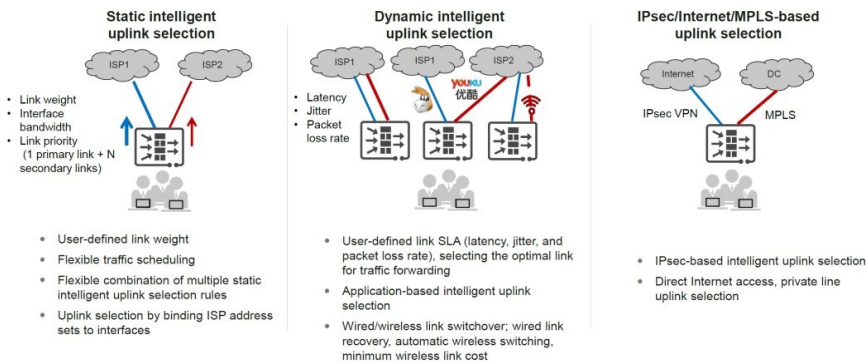 Static intelligent
uplink selection
ISP1
ISP2
• Link weight
• Interface
bandwidth
• Link priority
(1 primary link + N
secondary links)
• User-defined link weight
• Flexible traffic scheduling
• Flexible combination of multiple static
intelligent uplink selection rules
• Uplink selection by binding ISP address
sets to interfaces
Dynamic intelligent
uplink selection
ISP1
ISP1
ISP2
• Latency
• Jitter
• Packet
loss rate
YOUKU
优酷
• User-defined link SLA (latency, jitter, and
packet loss rate), selecting the optimal link
for traffic forwarding
• Application-based intelligent uplink
selection
• Wired/wireless link switchover; wired link
recovery, automatic wireless switching,
minimum wireless link cost
IPsec/Internet/MPLS-based
uplink selection
Internet
DC
IPsec VPN
MPLS
• IPsec-based intelligent uplink selection
• Direct Internet access, private line
uplink selection